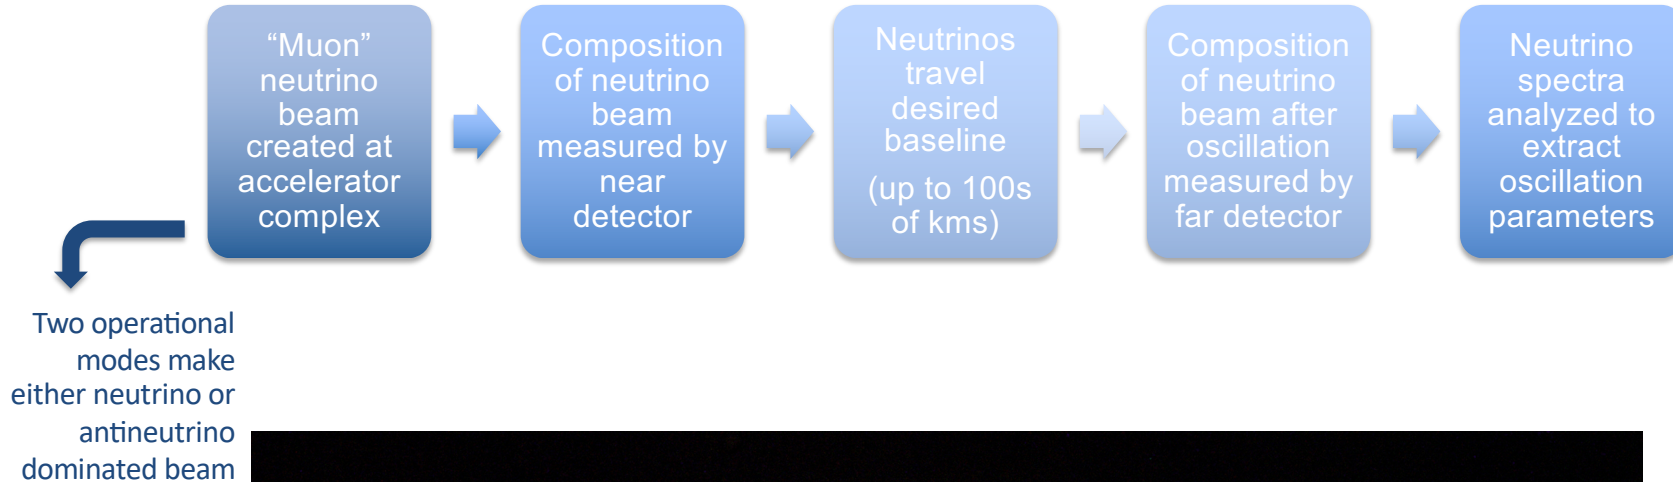 “Muon”
neutrino
beam
created at
accelerator
complex
Composition
of neutrino
beam
measured by
near
detector
Neutrinos
travel
desired
baseline
(up to 100s
of kms)
Composition
of neutrino
beam after
oscillation
measured by
far detector
Neutrino
spectra
analyzed to
extract
oscillation
parameters
Two operational
modes make
either neutrino or
antineutrino
dominated beam